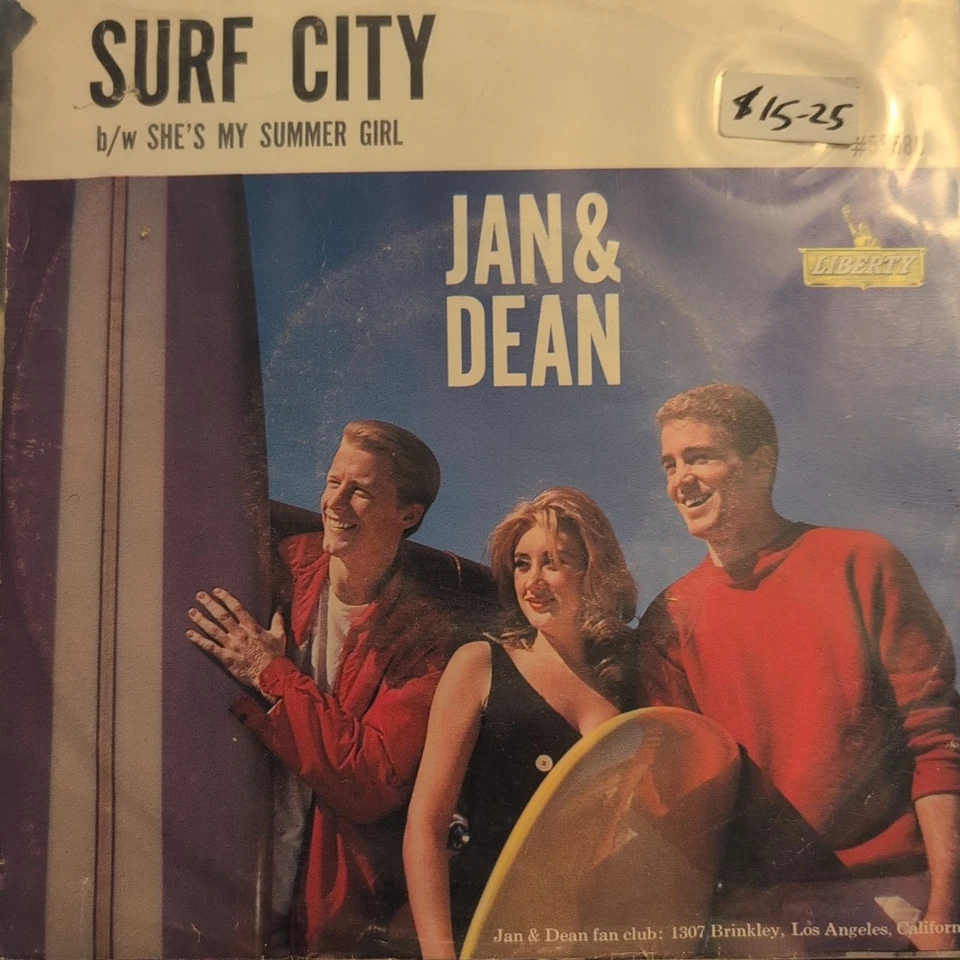 SURF CITY
b/w SHE'S MY SUMMER GIRL
$15-25
JAN &
DEAN
LIBERTY
Jan & Dean fan club: 1307 Brinkley, Los Angeles, Californ